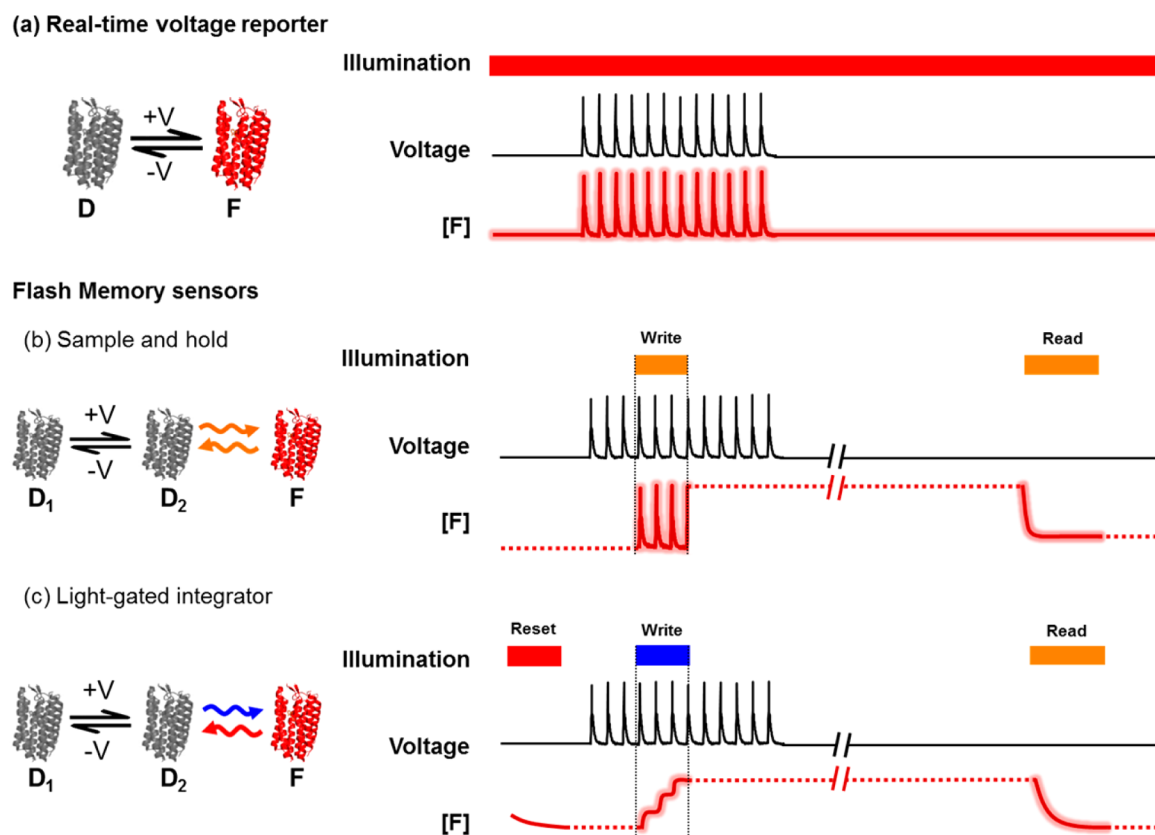 (a) Real-time voltage reporter
Illumination
+V
-V
D
F
Voltage
[F]
Flash Memory sensors
(b) Sample and hold
Illumination
Write
Read
+V
-V
D₁
D₂
F
Voltage
[F]
(c) Light-gated integrator
Illumination
Reset
Write
Read
+V
-V
D₁
D₂
F
Voltage
[F]